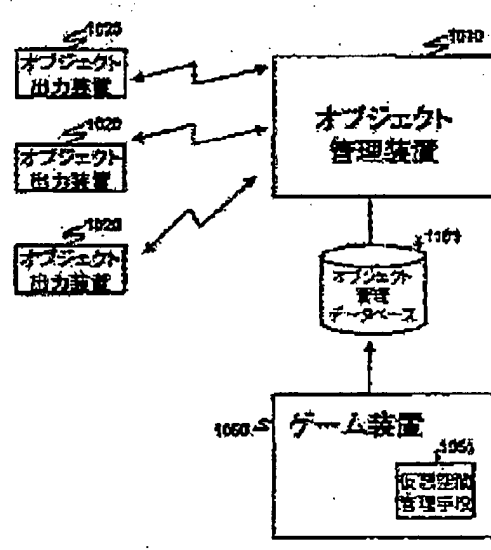 1020
オブジェクト
出力装置
1020
オブジェクト
出力装置
1020
オブジェクト
出力装置
1010
オブジェクト
管理装置
オブジェクト
管理
データベース
1050
ゲーム装置
仮想空間
管理手段